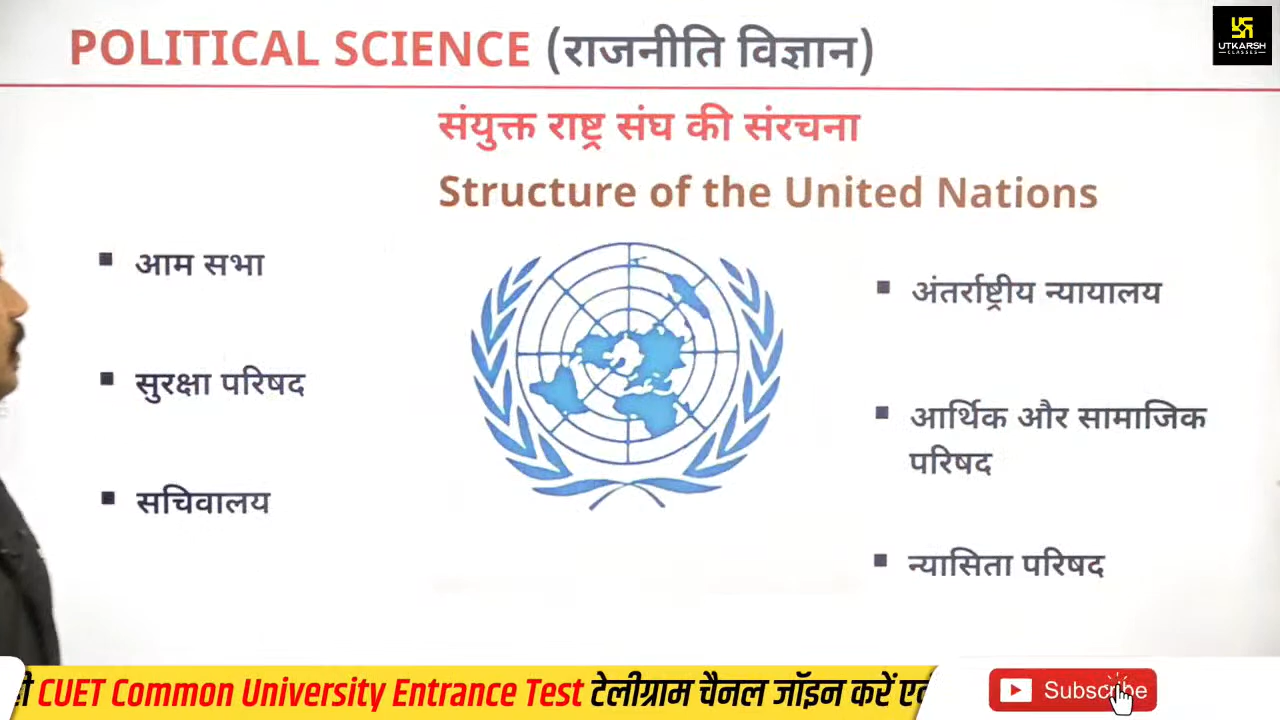 POLITICAL SCIENCE (राजनीति विज्ञान)
UTKARSH
CLASSES
संयुक्त राष्ट्र संघ की संरचना
Structure of the United Nations
आम सभा
सुरक्षा परिषद
सचिवालय
अंतर्राष्ट्रीय न्यायालय
आर्थिक और सामाजिक
परिषद
न्यासिता परिषद
CUET Common University Entrance Test टेलीग्राम चैनल जॉइन करें
Subscribe